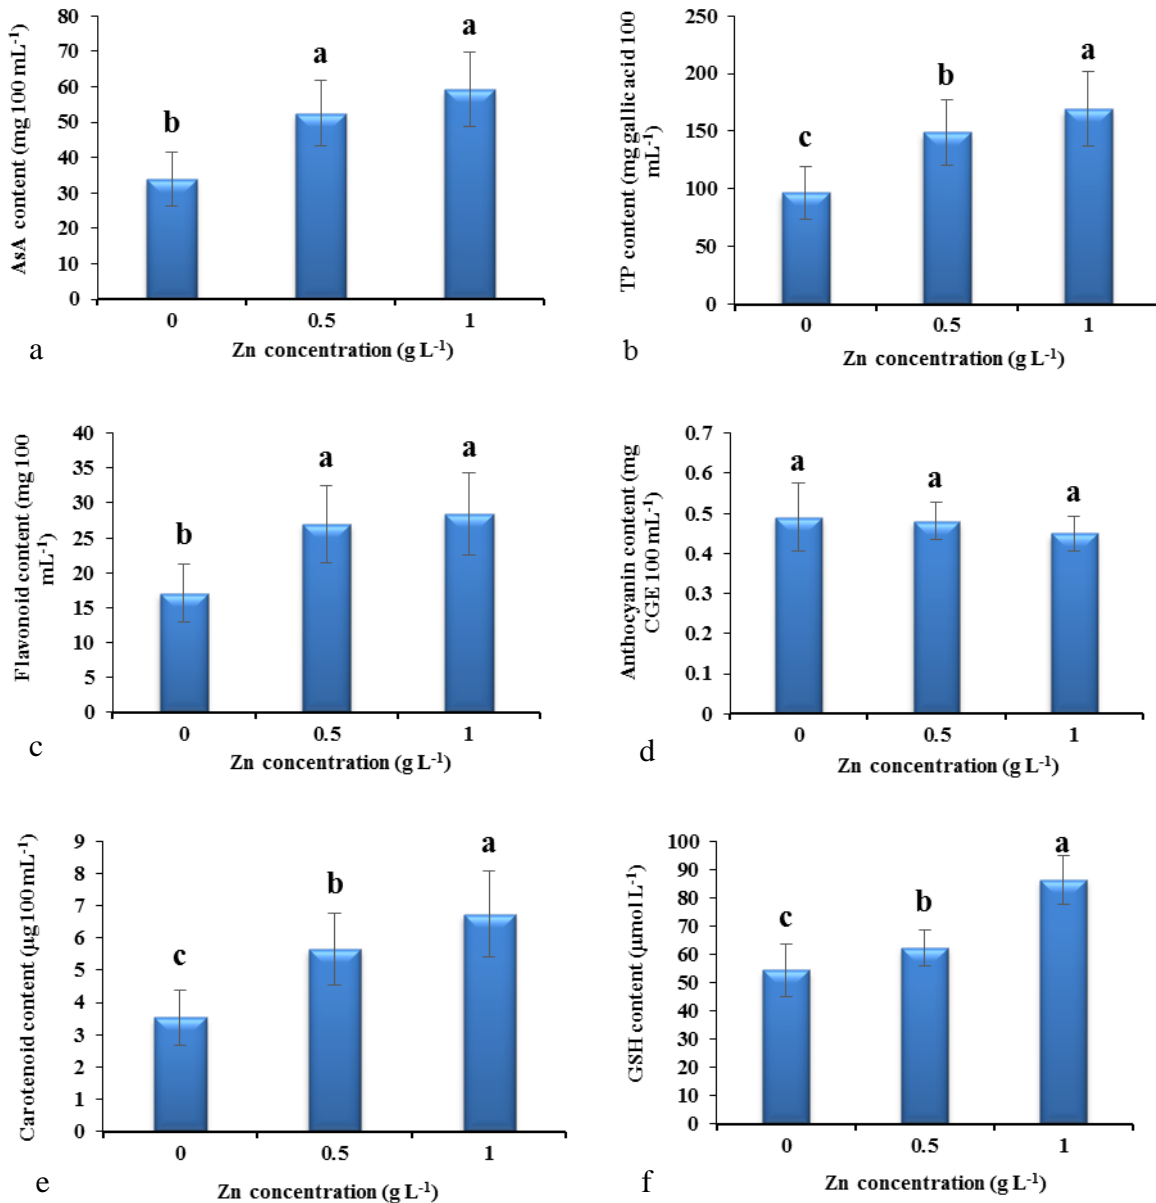 AsA content (mg 100 mL-1)
80
70
60
50
40
30
20
10
0
b
a
a
0 0.5 1
Zn concentration (g L-1)
a
TP content (mg gallic acid 100
mL-1)
250
200
150
100
50
0
c
b
a
0 0.5 1
Zn concentration (g L-1)
b
Flavonoid content (mg 100
mL-1)
40
35
30
25
20
15
10
5
0
b
a
a
0 0.5 1
Zn concentration (g L-1)
c
Anthocyanin content (mg
CGE 100 mL-1)
0.7
0.6
0.5
0.4
0.3
0.2
0.1
0
a
a
a
0 0.5 1
Zn concentration (g L-1)
d
Carotenoid content (µg 100 mL-1)
9
8
7
6
5
4
3
2
1
0
c
b
a
0 0.5 1
Zn concentration (g L-1)
e
GSH content (µmol L-1)
100
90
80
70
60
50
40
30
20
10
0
c
b
a
0 0.5 1
Zn concentration (g L-1)
f